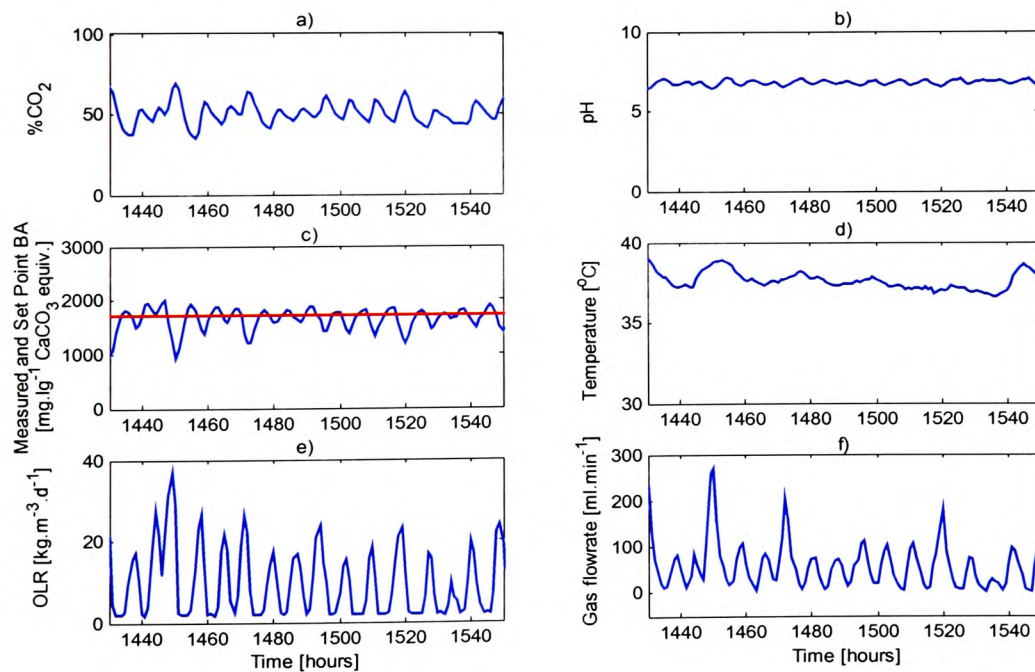 a)
%CO2
100
50
0
1440 1460 1480 1500 1520 1540
b)
pH
10
5
0
1440 1460 1480 1500 1520 1540
c)
Measured and Set Point BA
[mg.lg-1 CaCO3 equiv.]
3000
2000
1000
0
1440 1460 1480 1500 1520 1540
d)
Temperature [OC]
40
35
30
1440 1460 1480 1500 1520 1540
e)
OLR [kg.m-3.d-1]
40
20
0
1440 1460 1480 1500 1520 1540
Time [hours]
f)
Gas flowrate [ml.min-1]
300
200
100
0
1440 1460 1480 1500 1520 1540
Time [hours]